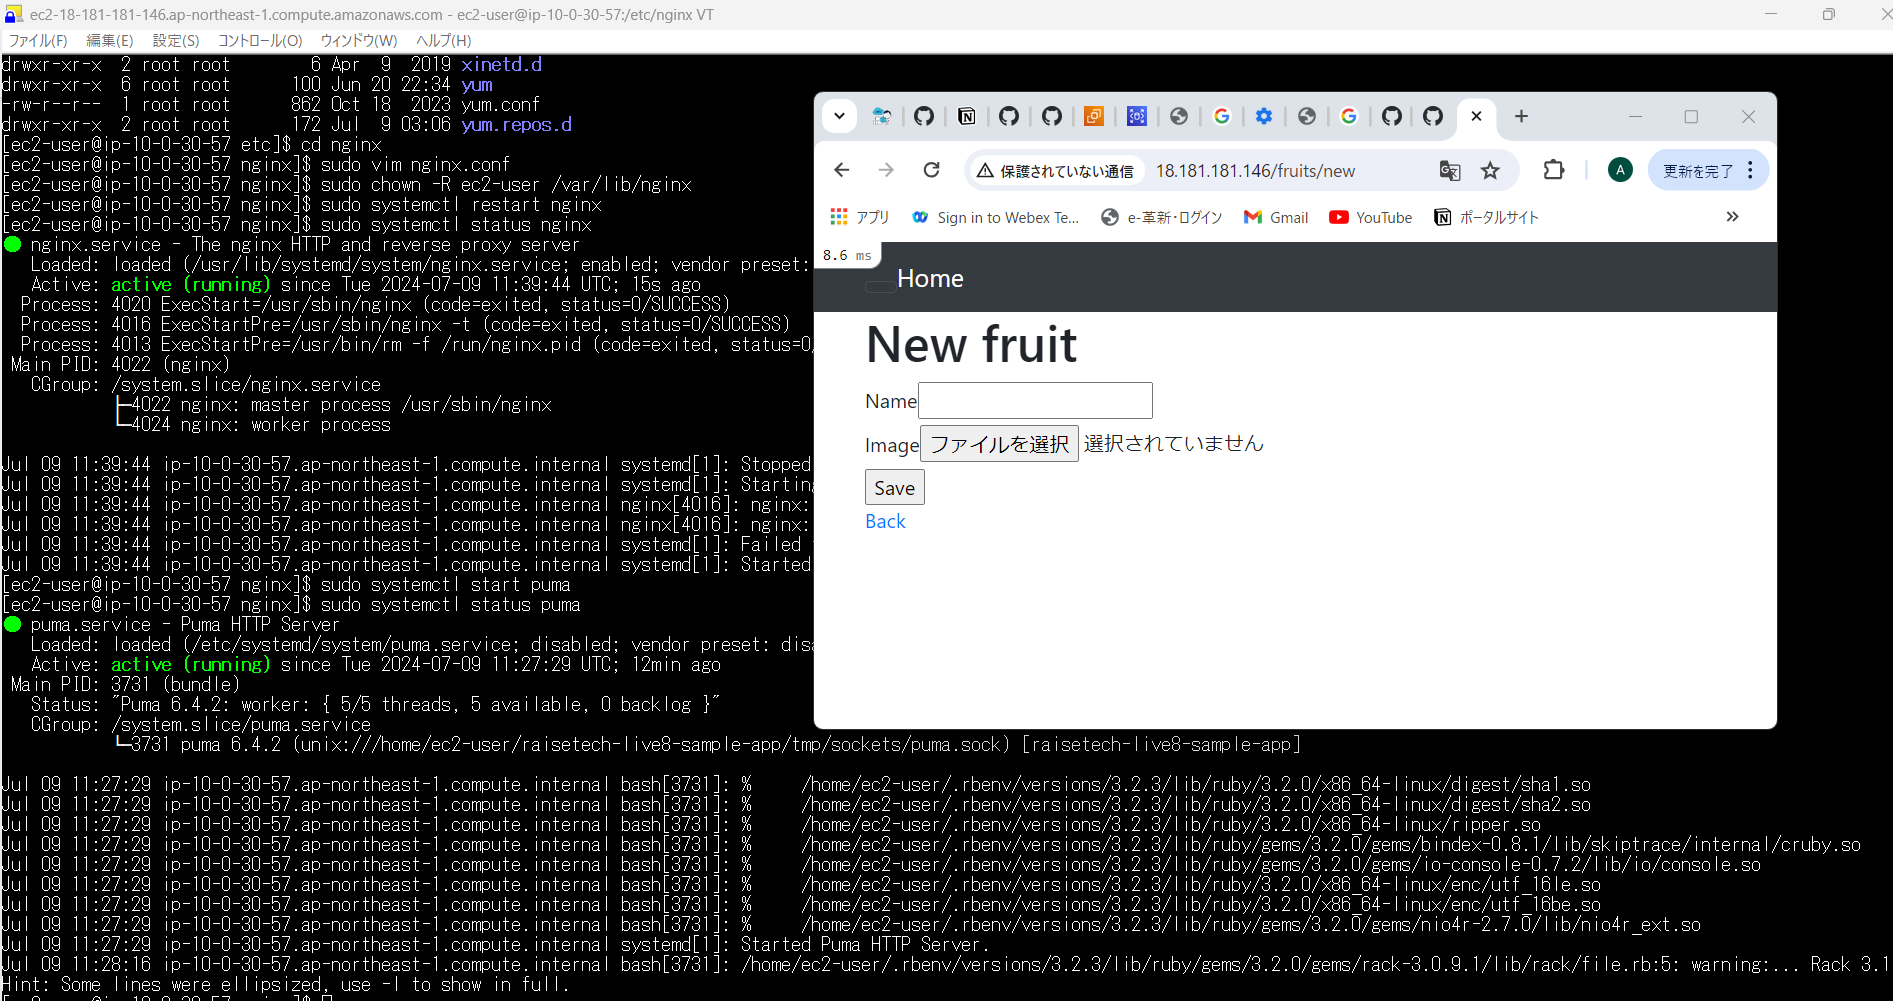 ec2-18-181-181-146.ap-northeast-1.compute.amazonaws.com - ec2-user@ip-10-0-30-57:/etc/nginx VT
ファイル(F) 編集(E) 設定(S) コントロール(O) ウィンドウ(W) ヘルプ(H)
drwxr-xr-x 2 root root 6 Apr 9 2019 xinetd.d
drwxr-xr-x 6 root root 100 Jun 20 22:34 yum
-rw-r--r-- 1 root root 862 Oct 18 2023 yum.conf
drwxr-xr-x 2 root root 172 Jul 9 03:06 yum.repos.d
[ec2-user@ip-10-0-30-57 etc]$ cd nginx
[ec2-user@ip-10-0-30-57 nginx]$ sudo vim nginx.conf
[ec2-user@ip-10-0-30-57 nginx]$ sudo chown -R ec2-user /var/lib/nginx
[ec2-user@ip-10-0-30-57 nginx]$ sudo systemctl restart nginx
[ec2-user@ip-10-0-30-57 nginx]$ sudo systemctl status nginx
● nginx.service - The nginx HTTP and reverse proxy server
Loaded: loaded (/usr/lib/systemd/system/nginx.service; enabled; vendor preset:
Active: active (running) since Tue 2024-07-09 11:39:44 UTC; 15s ago
Process: 4020 ExecStart=/usr/sbin/nginx (code=exited, status=0/SUCCESS)
Process: 4016 ExecStartPre=/usr/sbin/nginx -t (code=exited, status=0/SUCCESS)
Process: 4013 ExecStartPre=/usr/bin/rm -f /run/nginx.pid (code=exited, status=0/
Main PID: 4022 (nginx)
CGroup: /system.slice/nginx.service
├─4022 nginx: master process /usr/sbin/nginx
└─4024 nginx: worker process
Jul 09 11:39:44 ip-10-0-30-57.ap-northeast-1.compute.internal systemd[1]: Stopped
Jul 09 11:39:44 ip-10-0-30-57.ap-northeast-1.compute.internal systemd[1]: Starting
Jul 09 11:39:44 ip-10-0-30-57.ap-northeast-1.compute.internal nginx[4016]: nginx:
Jul 09 11:39:44 ip-10-0-30-57.ap-northeast-1.compute.internal nginx[4016]: nginx:
Jul 09 11:39:44 ip-10-0-30-57.ap-northeast-1.compute.internal systemd[1]: Failed
Jul 09 11:39:44 ip-10-0-30-57.ap-northeast-1.compute.internal systemd[1]: Started
[ec2-user@ip-10-0-30-57 nginx]$ sudo systemctl start puma
[ec2-user@ip-10-0-30-57 nginx]$ sudo systemctl status puma
● puma.service - Puma HTTP Server
Loaded: loaded (/etc/systemd/system/puma.service; disabled; vendor preset: disa
Active: active (running) since Tue 2024-07-09 11:27:29 UTC; 12min ago
Main PID: 3731 (bundle)
Status: "Puma 6.4.2: worker: { 5/5 threads, 5 available, 0 backlog }"
CGroup: /system.slice/puma.service
└─3731 puma 6.4.2 (unix:///home/ec2-user/raisetech-live8-sample-app/tmp/sockets/puma.sock) [raisetech-live8-sample-app]
Jul 09 11:27:29 ip-10-0-30-57.ap-northeast-1.compute.internal bash[3731]: % /home/ec2-user/.rbenv/versions/3.2.3/lib/ruby/3.2.0/x86_64-linux/digest/sha1.so
Jul 09 11:27:29 ip-10-0-30-57.ap-northeast-1.compute.internal bash[3731]: % /home/ec2-user/.rbenv/versions/3.2.3/lib/ruby/3.2.0/x86_64-linux/digest/sha2.so
Jul 09 11:27:29 ip-10-0-30-57.ap-northeast-1.compute.internal bash[3731]: % /home/ec2-user/.rbenv/versions/3.2.3/lib/ruby/3.2.0/x86_64-linux/ripper.so
Jul 09 11:27:29 ip-10-0-30-57.ap-northeast-1.compute.internal bash[3731]: % /home/ec2-user/.rbenv/versions/3.2.3/lib/ruby/gems/3.2.0/gems/bindex-0.8.1/lib/skiptrace/internal/cruby.so
Jul 09 11:27:29 ip-10-0-30-57.ap-northeast-1.compute.internal bash[3731]: % /home/ec2-user/.rbenv/versions/3.2.3/lib/ruby/gems/3.2.0/gems/io-console-0.7.2/lib/io/console.so
Jul 09 11:27:29 ip-10-0-30-57.ap-northeast-1.compute.internal bash[3731]: % /home/ec2-user/.rbenv/versions/3.2.3/lib/ruby/3.2.0/x86_64-linux/enc/utf_16le.so
Jul 09 11:27:29 ip-10-0-30-57.ap-northeast-1.compute.internal bash[3731]: % /home/ec2-user/.rbenv/versions/3.2.3/lib/ruby/3.2.0/x86_64-linux/enc/utf_16be.so
Jul 09 11:27:29 ip-10-0-30-57.ap-northeast-1.compute.internal bash[3731]: % /home/ec2-user/.rbenv/versions/3.2.3/lib/ruby/gems/3.2.0/gems/nio4r-2.7.0/lib/nio4r_ext.so
Jul 09 11:27:29 ip-10-0-30-57.ap-northeast-1.compute.internal systemd[1]: Started Puma HTTP Server.
Jul 09 11:28:16 ip-10-0-30-57.ap-northeast-1.compute.internal bash[3731]: /home/ec2-user/.rbenv/versions/3.2.3/lib/ruby/gems/3.2.0/gems/rack-3.0.9.1/lib/rack/file.rb:5: warning:... Rack 3.1
Hint: Some lines were ellipsized, use -l to show in full.
保護されていない通信 18.181.181.146/fruits/new A 更新を完了
アプリ Sign in to Webex Te... e-革新・ログイン Gmail YouTube ポータルサイト »
8.6 ms
Home
New fruit
Name
Image ファイルを選択 選択されていません
Save
Back